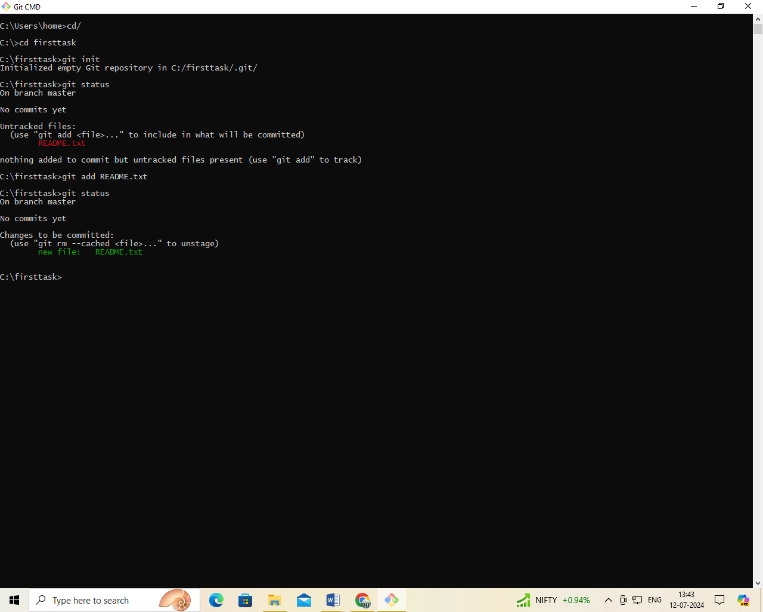 Git CMD
C:\Users\home>cd/
C:\>cd firsttask
C:\firsttask>git init
Initialized empty Git repository in C:/firsttask/.git/
C:\firsttask>git status
On branch master
No commits yet
Untracked files:
  (use "git add <file>..." to include in what will be committed)
        README.txt
nothing added to commit but untracked files present (use "git add" to track)
C:\firsttask>git add README.txt
C:\firsttask>git status
On branch master
No commits yet
Changes to be committed:
  (use "git rm --cached <file>..." to unstage)
        new file:   README.txt
C:\firsttask>
Type here to search
NIFTY +0.94%
ENG
13:43
12-07-2024